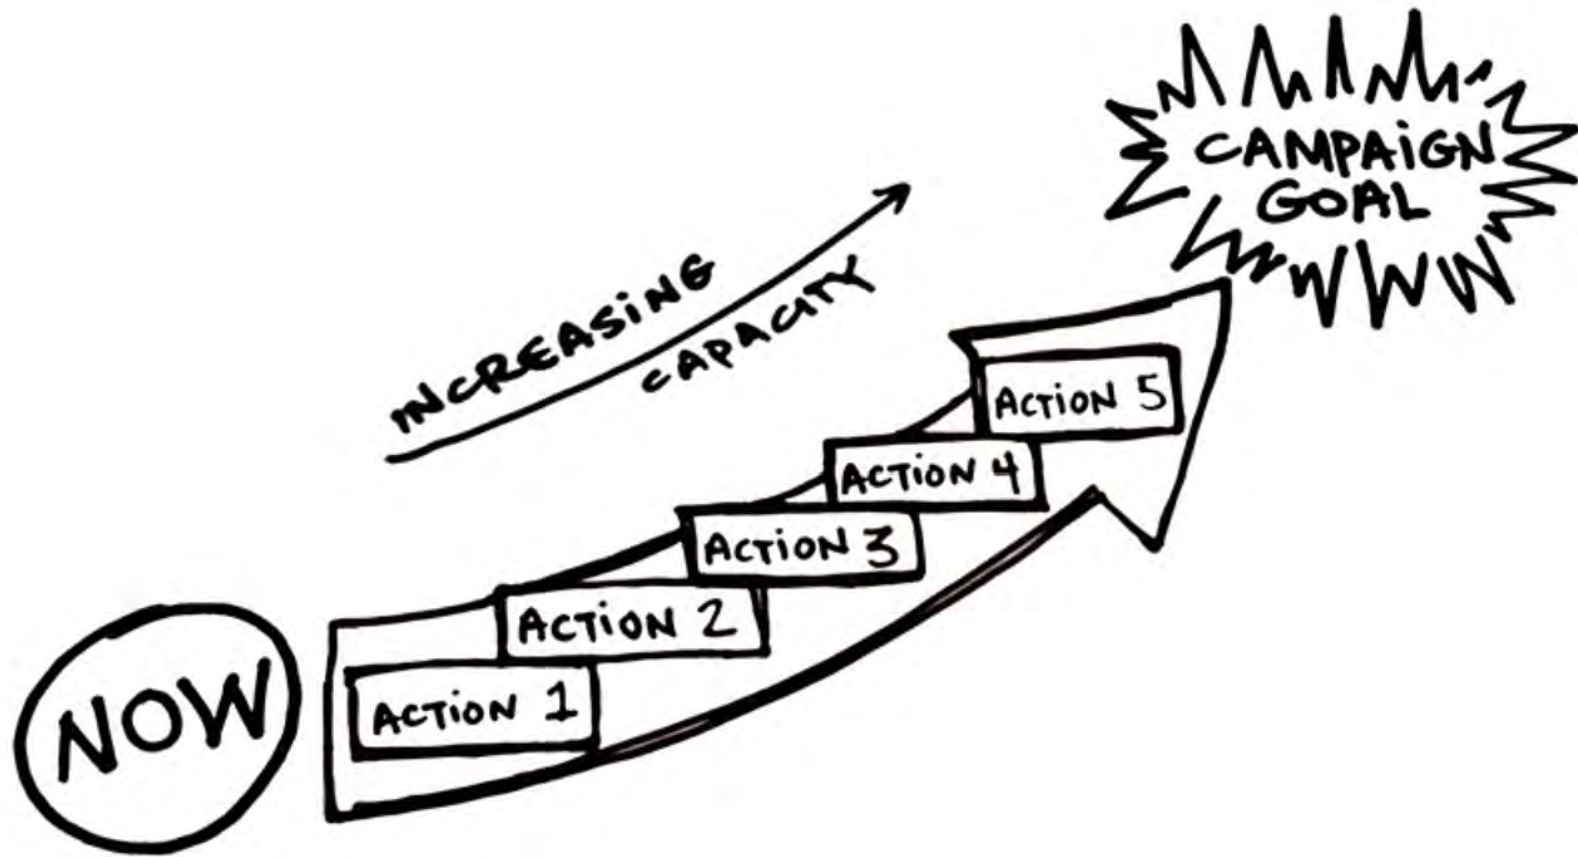 CAMPAiGN
GOAL
iNCREASiNG
CAPACiTY
ACTiON 5
ACTiON 4
ACTiON 3
ACTiON 2
ACTiON 1
NOW